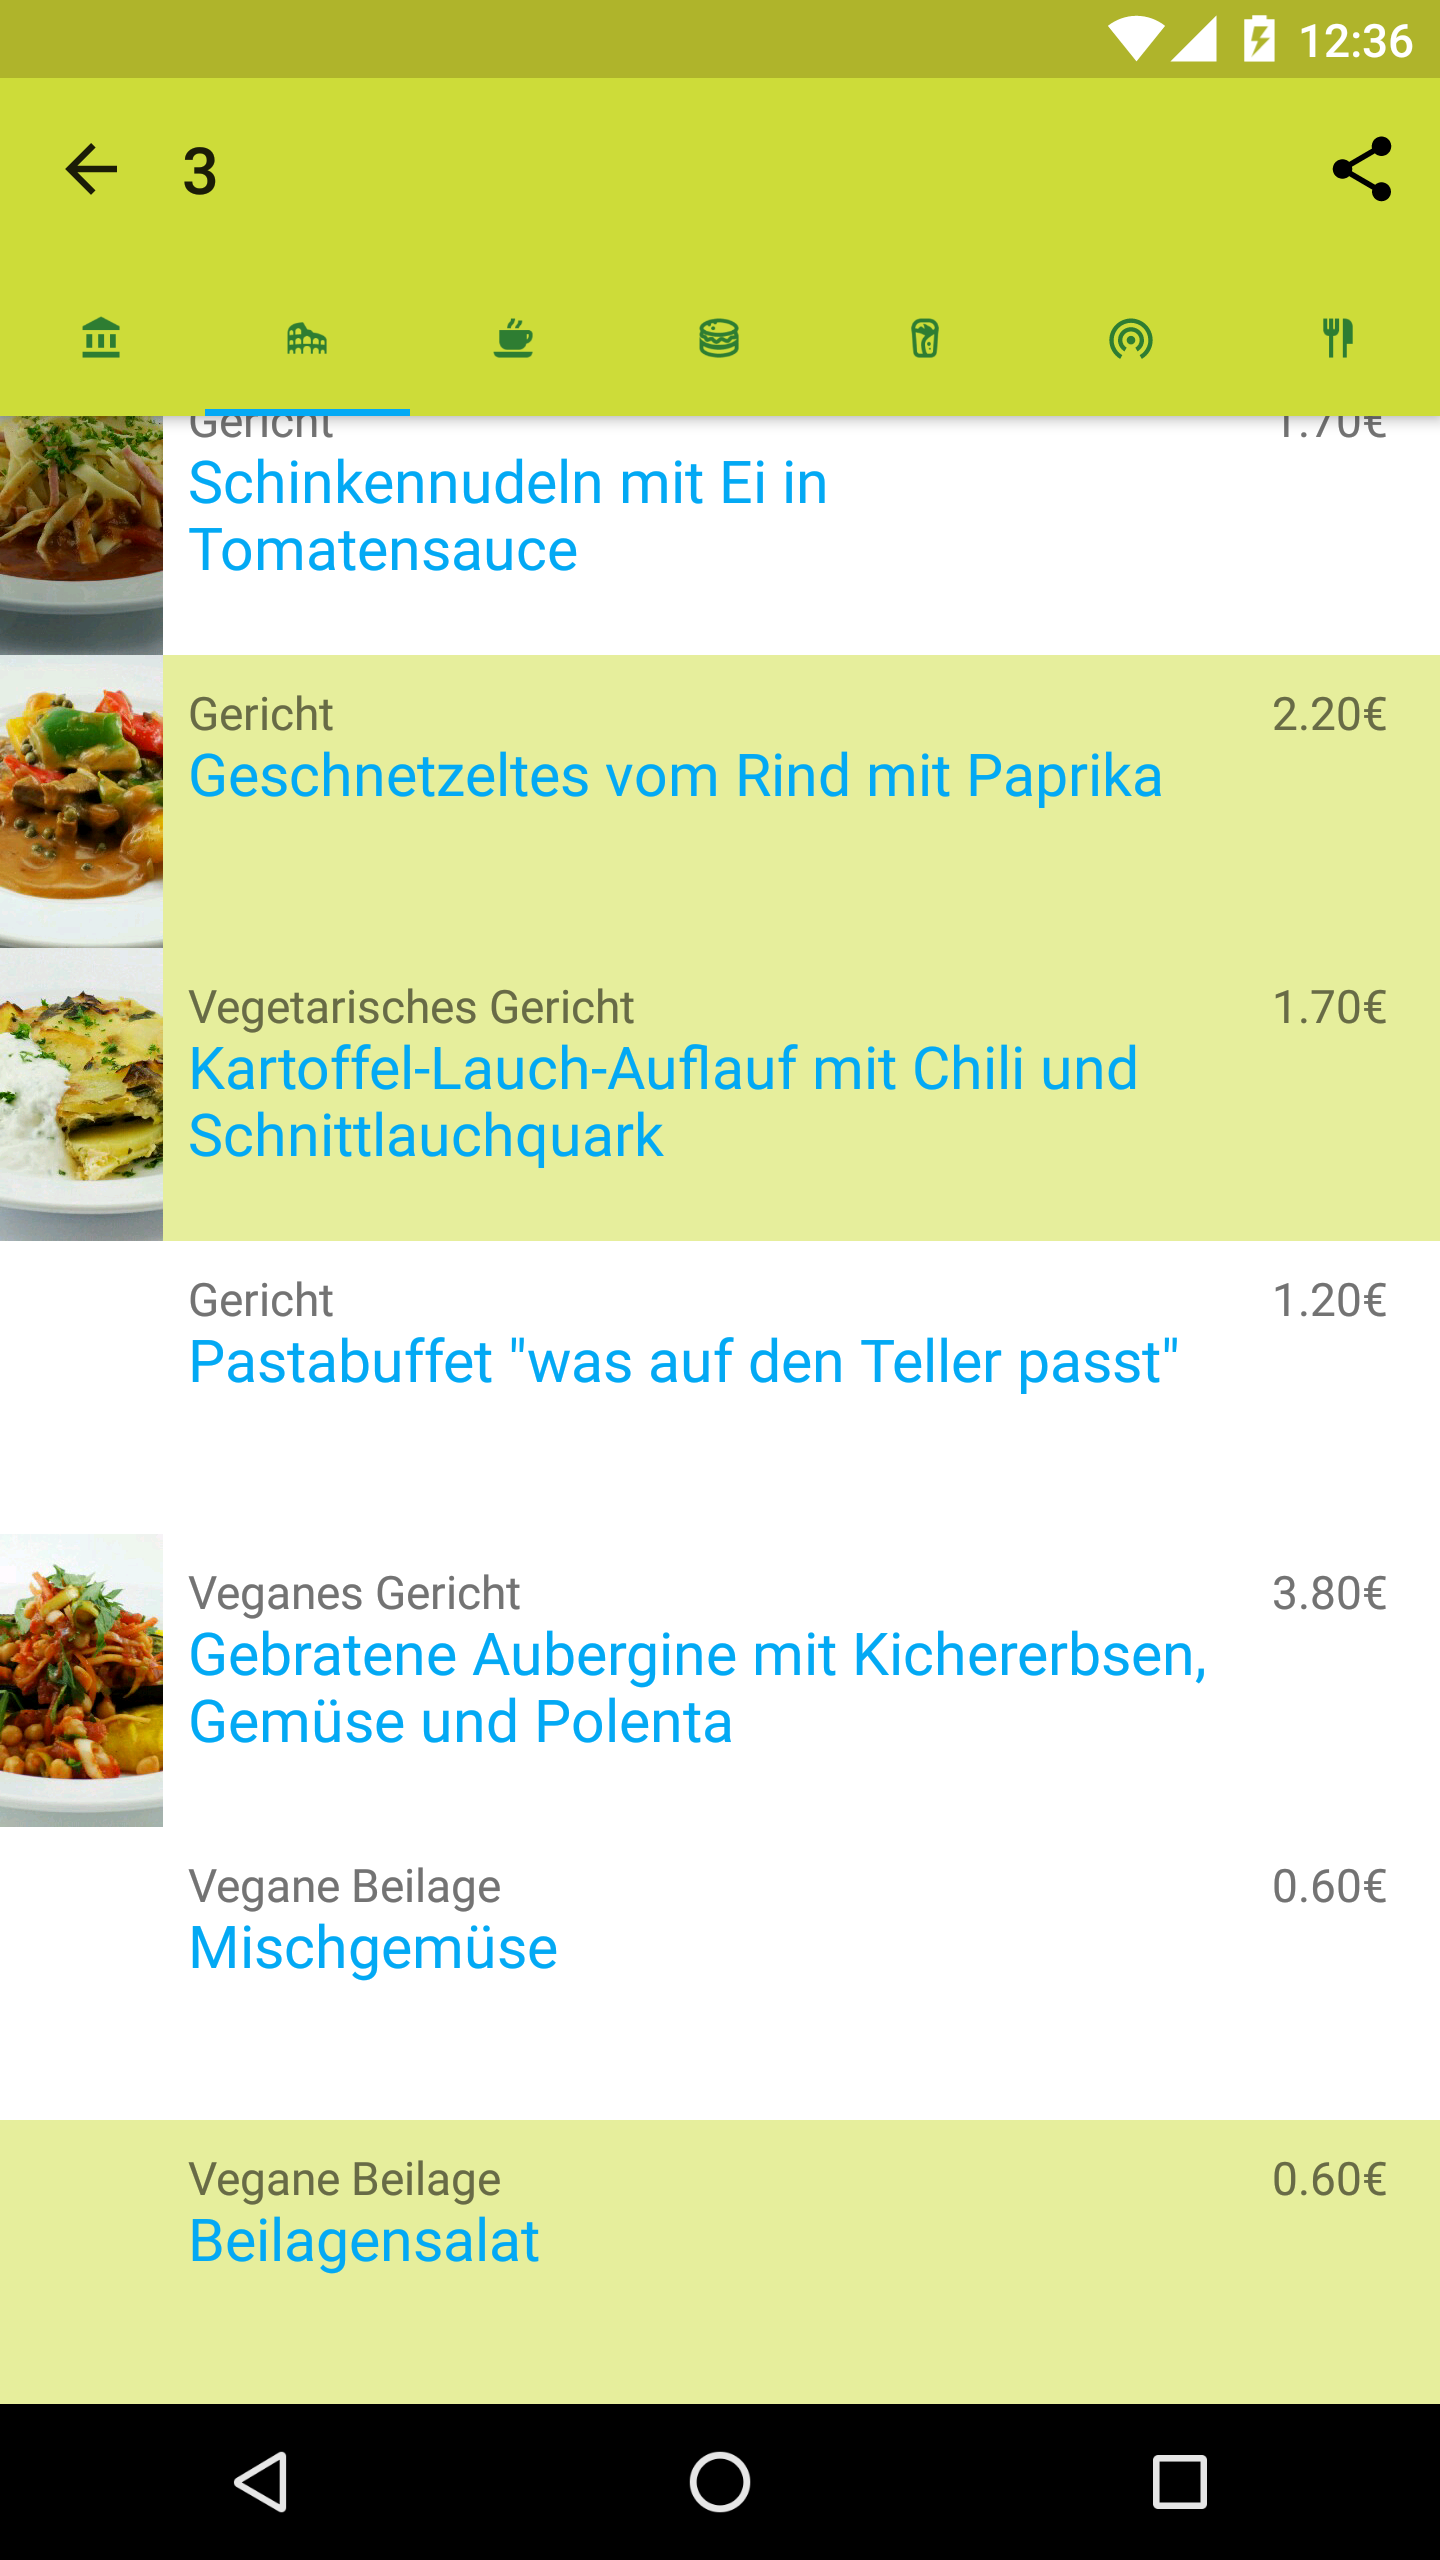 12:36
3
Gericht 1.70€
Schinkennudeln mit Ei in
Tomatensauce
Gericht 2.20€
Geschnetzeltes vom Rind mit Paprika
Vegetarisches Gericht 1.70€
Kartoffel-Lauch-Auflauf mit Chili und
Schnittlauchquark
Gericht 1.20€
Pastabuffet "was auf den Teller passt"
Veganes Gericht 3.80€
Gebratene Aubergine mit Kichererbsen,
Gemüse und Polenta
Vegane Beilage 0.60€
Mischgemüse
Vegane Beilage 0.60€
Beilagensalat